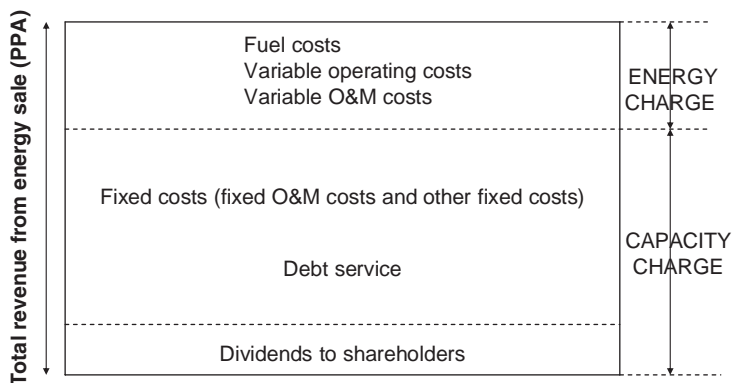 Total revenue from energy sale (PPA)
Fuel costs
Variable operating costs
Variable O&M costs
ENERGY
CHARGE
Fixed costs (fixed O&M costs and other fixed costs)
Debt service
CAPACITY
CHARGE
Dividends to shareholders